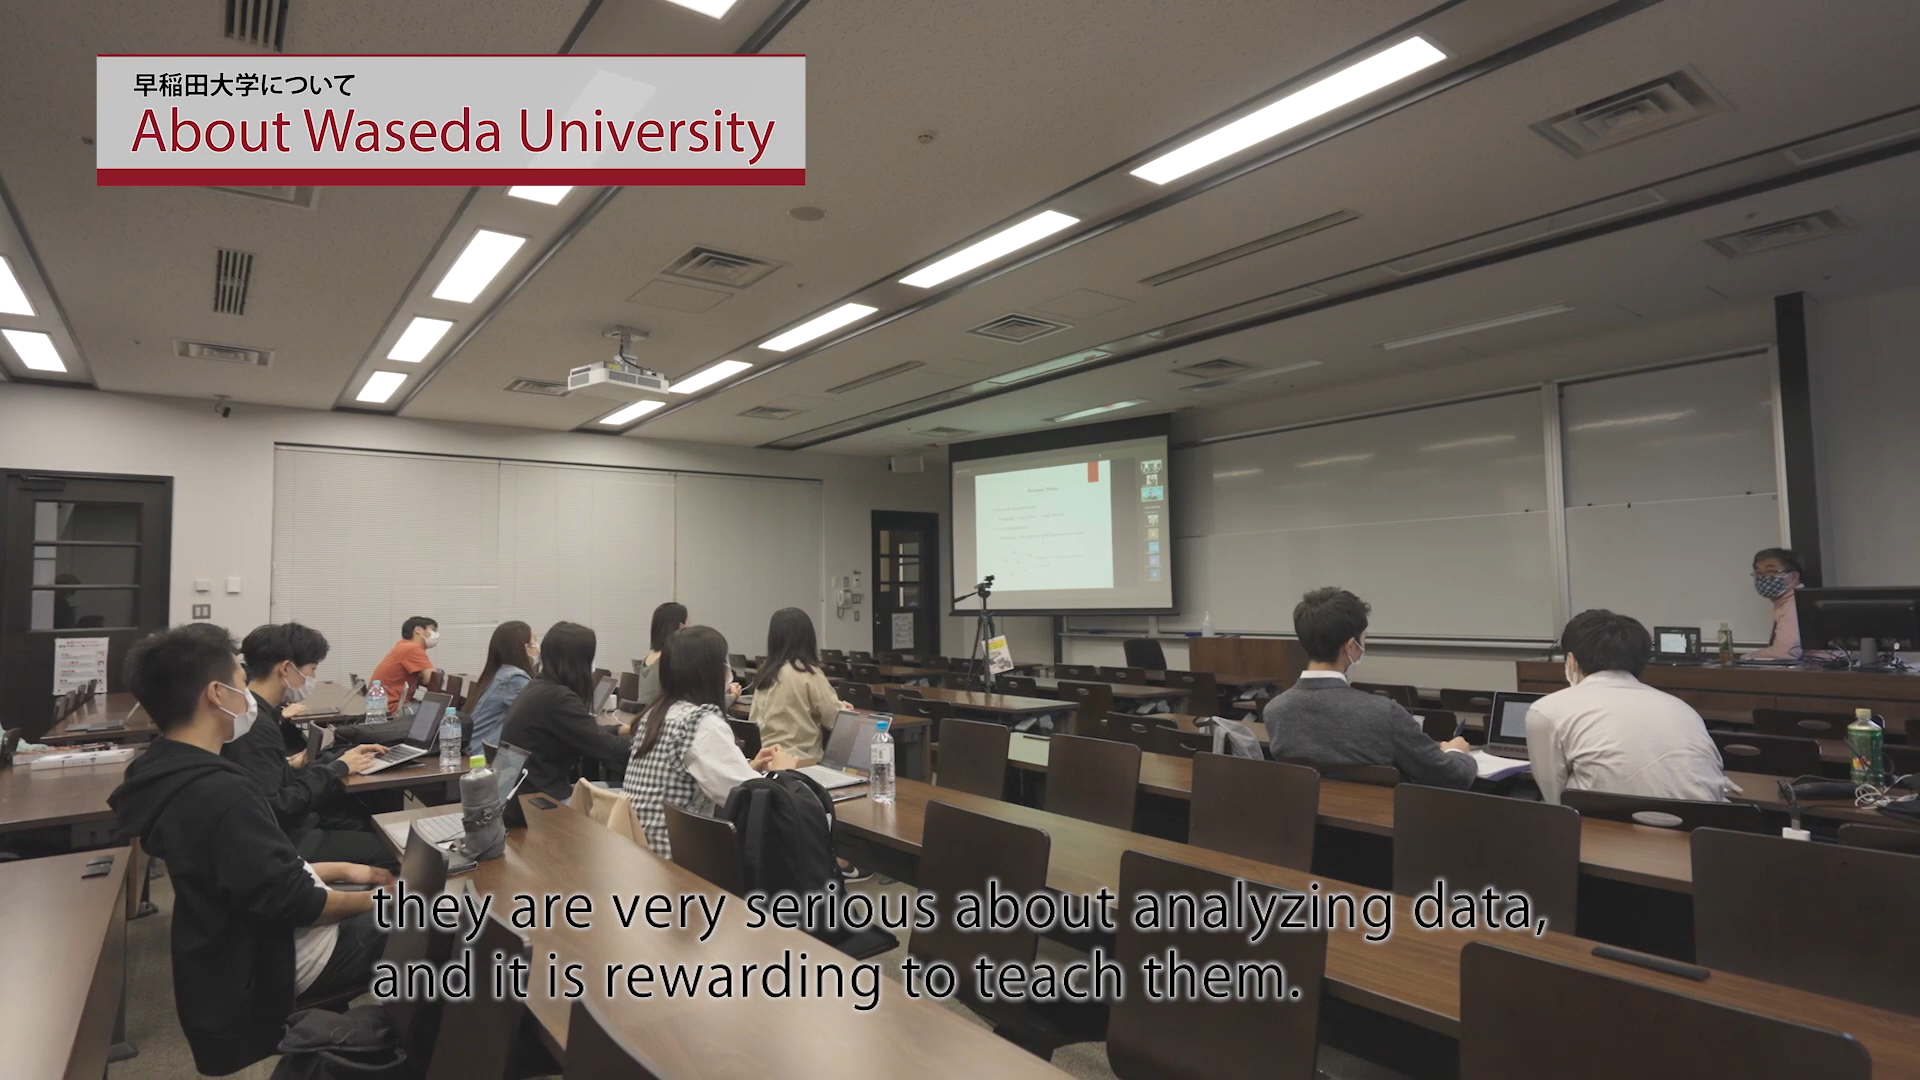 早稲田大学について
About Waseda University
they are very serious about analyzing data,
and it is rewarding to teach them.